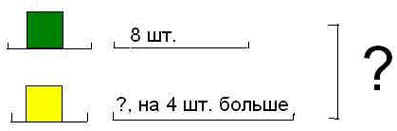 8 шт.
?, на 4 шт. больше
?